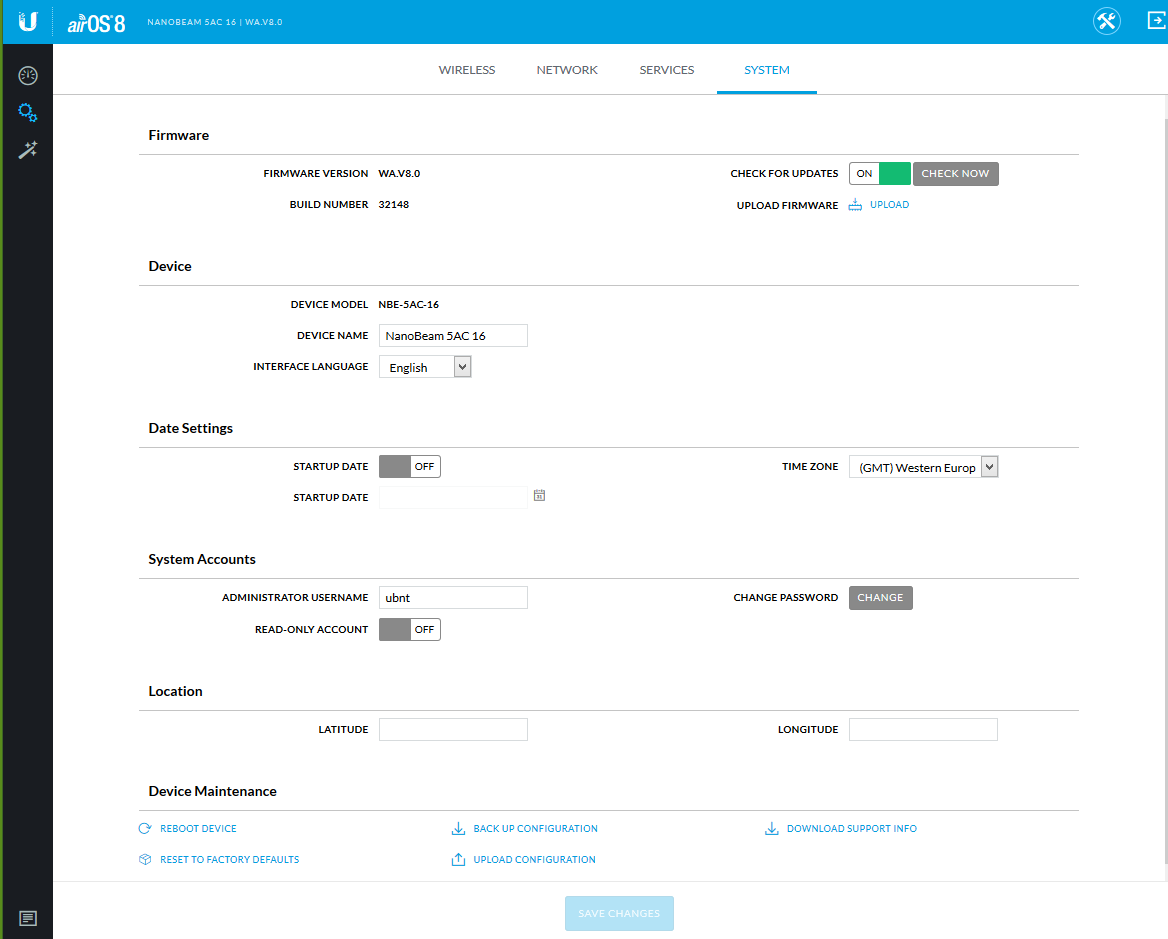 airOS 8 NANOBEAM 5AC 16 | WA.V8.0
WIRELESS NETWORK SERVICES SYSTEM
Firmware
FIRMWARE VERSION WA.V8.0 CHECK FOR UPDATES ON CHECK NOW
BUILD NUMBER 32148 UPLOAD FIRMWARE UPLOAD
Device
DEVICE MODEL NBE-5AC-16
DEVICE NAME NanoBeam 5AC 16
INTERFACE LANGUAGE English
Date Settings
STARTUP DATE OFF TIME ZONE (GMT) Western Europ
STARTUP DATE
System Accounts
ADMINISTRATOR USERNAME ubnt CHANGE PASSWORD CHANGE
READ-ONLY ACCOUNT OFF
Location
LATITUDE LONGITUDE
Device Maintenance
REBOOT DEVICE BACK UP CONFIGURATION DOWNLOAD SUPPORT INFO
RESET TO FACTORY DEFAULTS UPLOAD CONFIGURATION
SAVE CHANGES